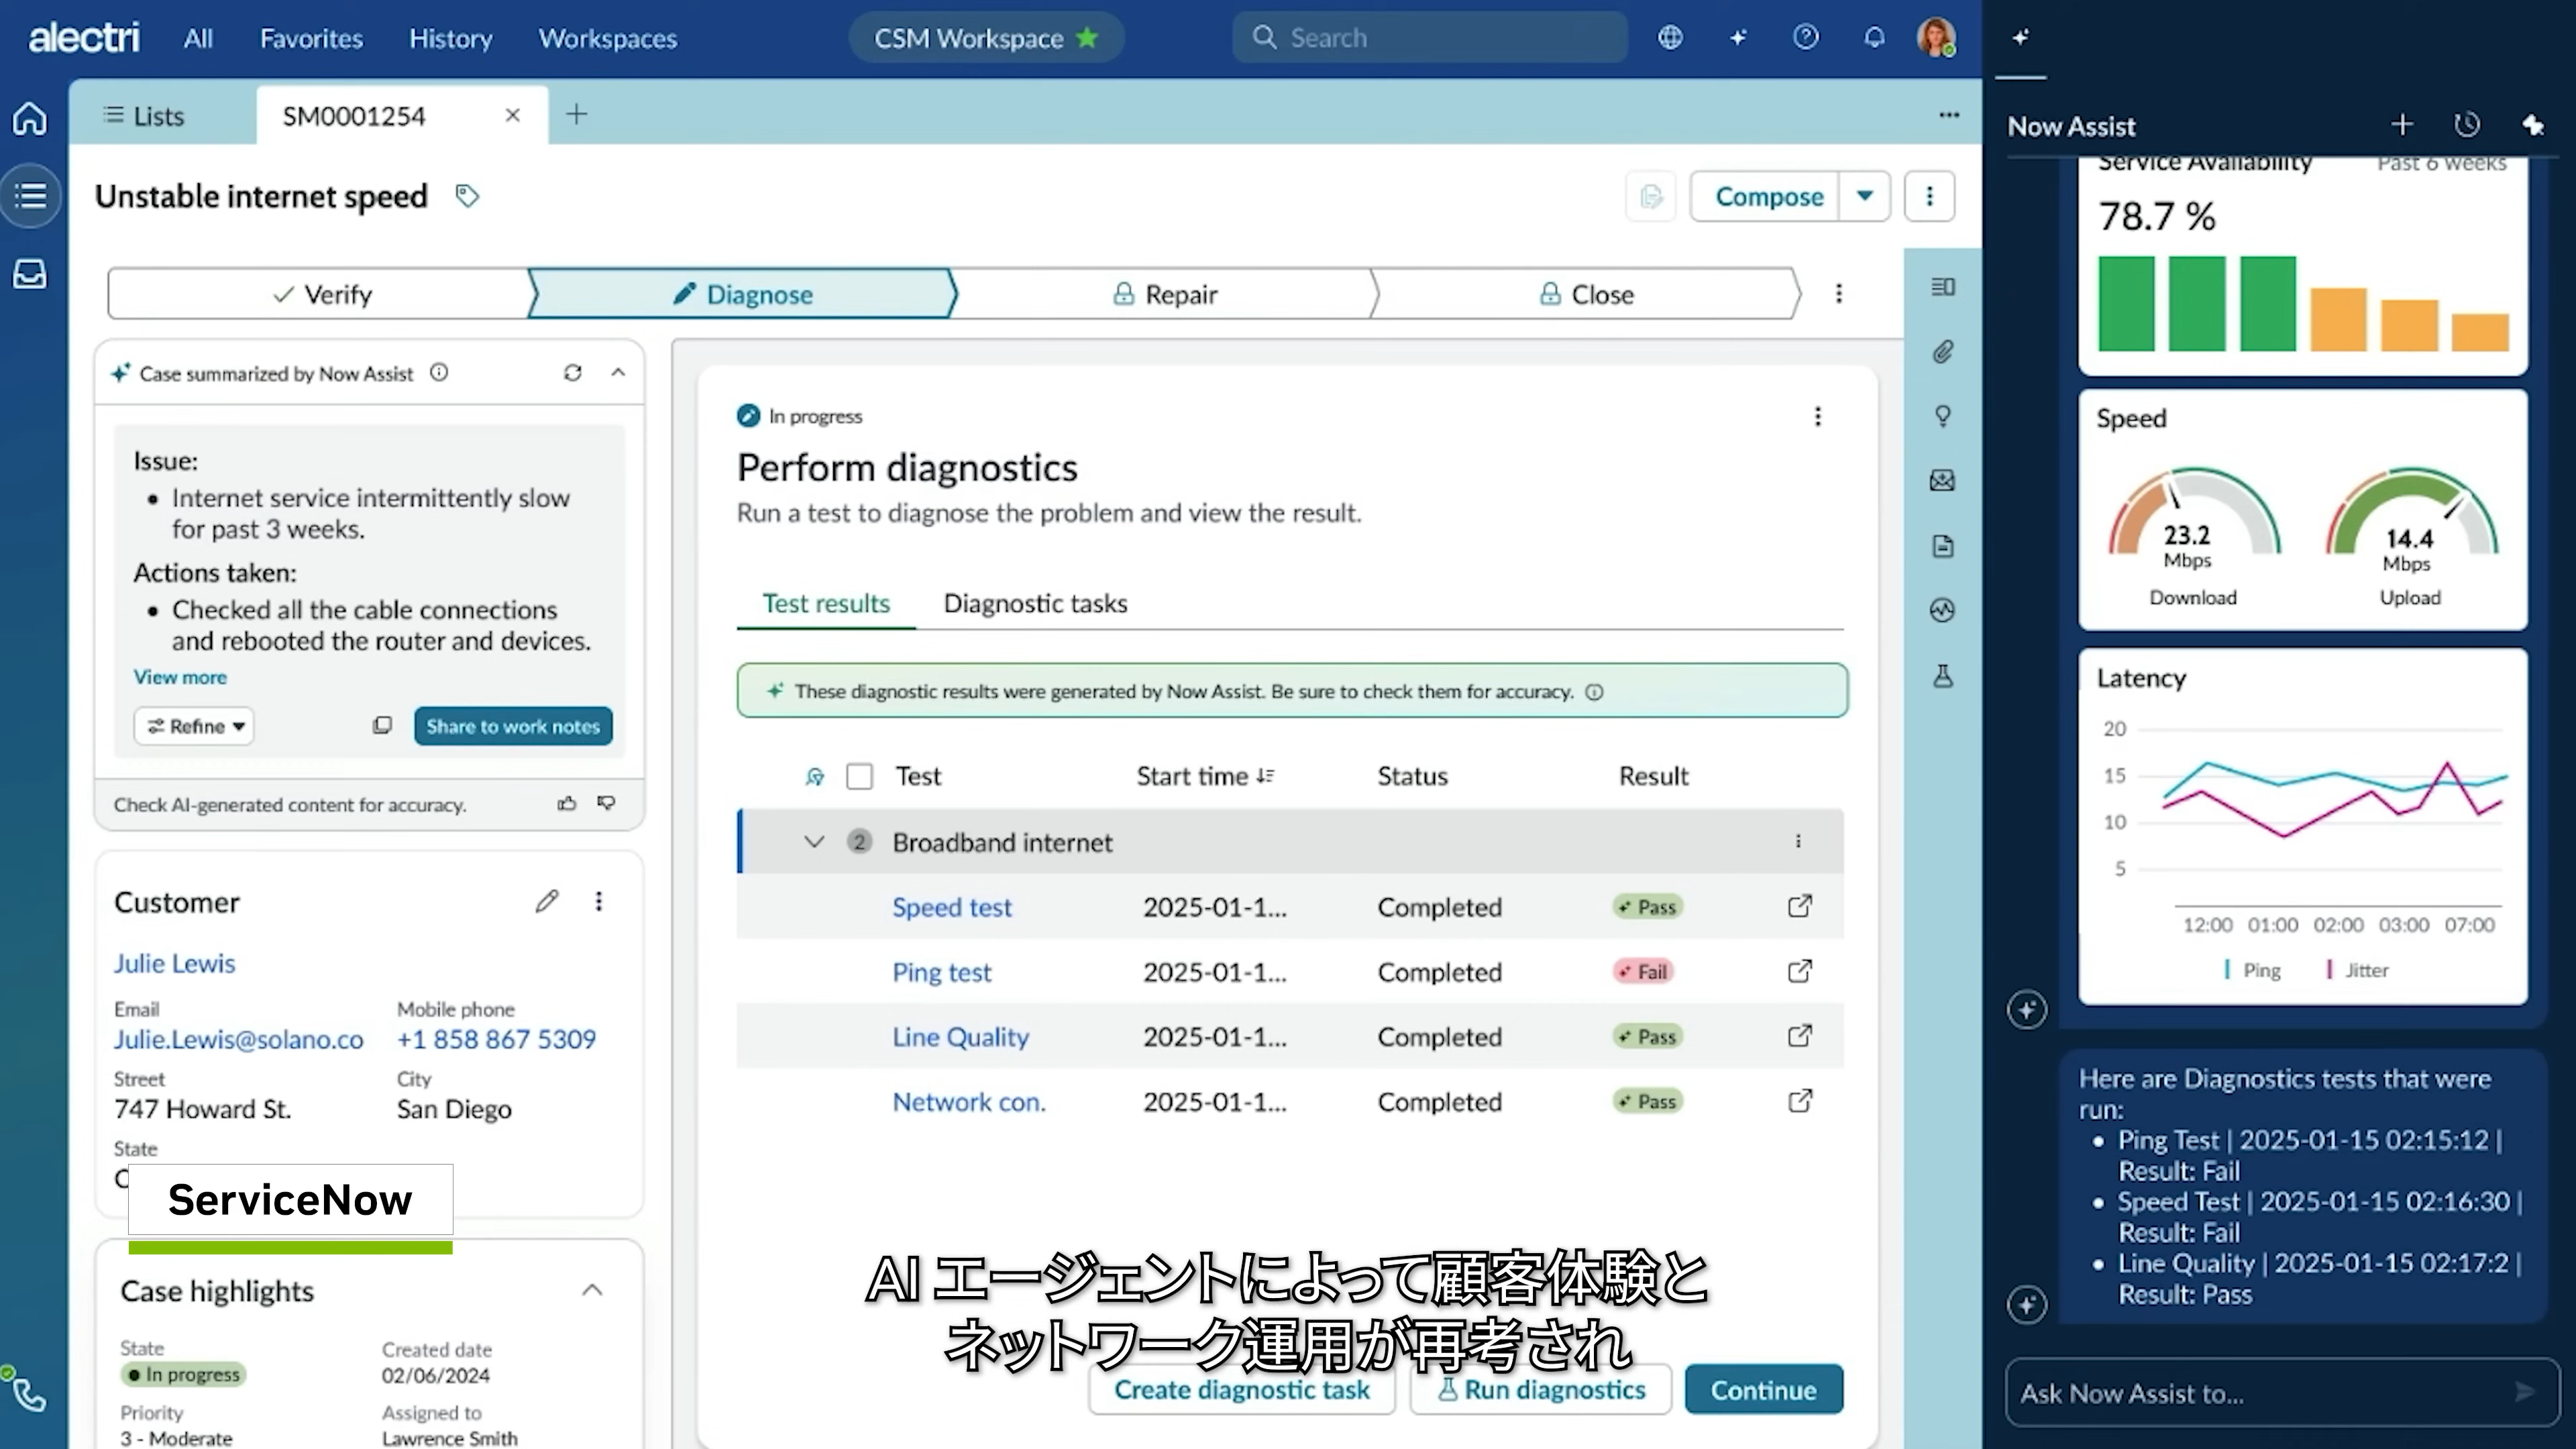 alectri
All
Favorites
History
Workspaces
CSM Workspace
Search
Lists
SM0001254
Unstable internet speed
Compose
Verify
Diagnose
Repair
Close
Case summarized by Now Assist
Issue:
• Internet service intermittently slow
for past 3 weeks.
Actions taken:
• Checked all the cable connections
and rebooted the router and devices.
View more
Refine
Share to work notes
Check AI-generated content for accuracy.
Customer
Julie Lewis
Email
Mobile phone
Julie.Lewis@solano.co
+1 858 867 5309
Street
City
747 Howard St.
San Diego
State
C
ServiceNow
Case highlights
State
Created date
In progress
02/06/2024
Priority
Assigned to
3 - Moderate
Lawrence Smith
In progress
Perform diagnostics
Run a test to diagnose the problem and view the result.
Test results
Diagnostic tasks
These diagnostic results were generated by Now Assist. Be sure to check them for accuracy.
Test Start time Status Result
2 Broadband internet
Speed test 2025-01-1... Completed Pass
Ping test 2025-01-1... Completed Fail
Line Quality 2025-01-1... Completed Pass
Network con. 2025-01-1... Completed Pass
AI エージェントによって顧客体験と
ネットワーク運用が再考され
Create diagnostic task
Run diagnostics
Continue
Now Assist
Service Availability Past 6 weeks
78.7 %
Speed
23.2
Mbps
Download
14.4
Mbps
Upload
Latency
20
15
10
5
12:00 01:00 02:00 03:00 07:00
Ping Jitter
Here are Diagnostics tests that were
run:
• Ping Test | 2025-01-15 02:15:12 |
Result: Fail
• Speed Test | 2025-01-15 02:16:30 |
Result: Fail
• Line Quality | 2025-01-15 02:17:2 |
Result: Pass
Ask Now Assist to...